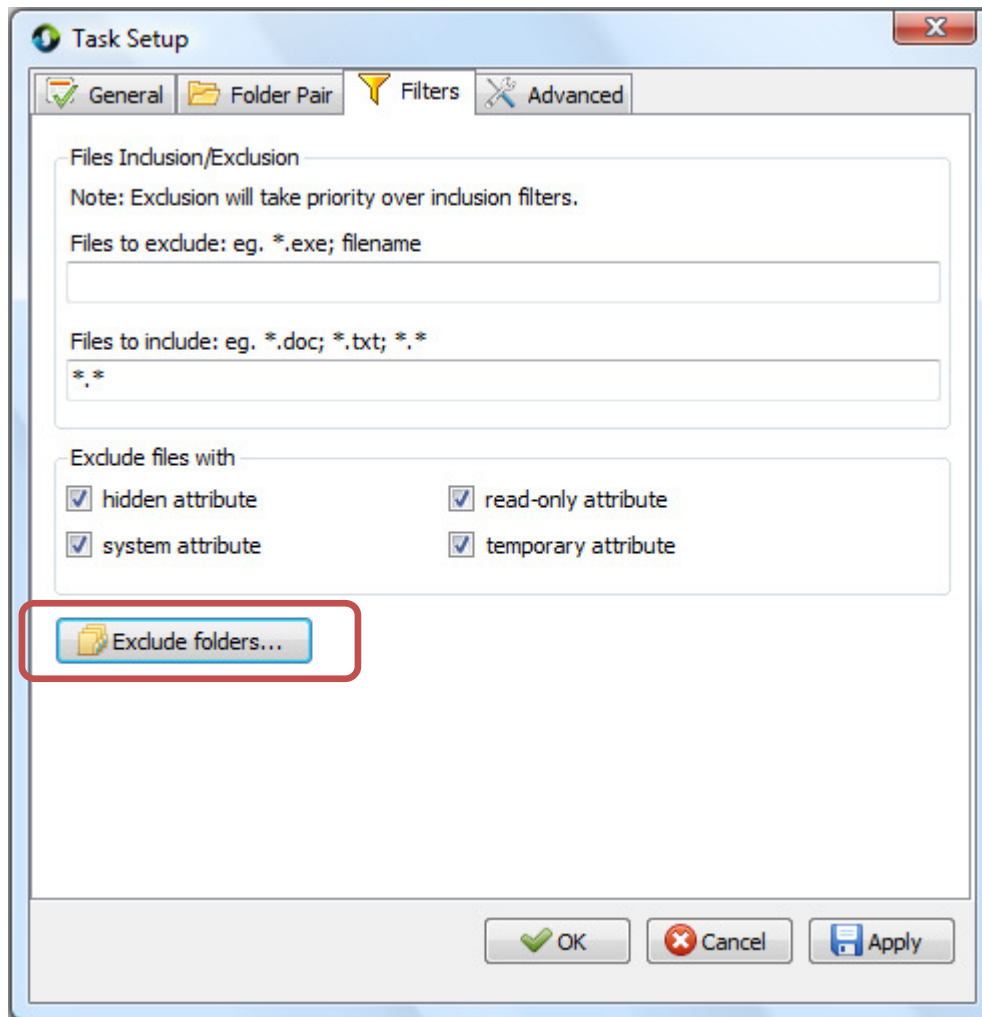 Task Setup
General Folder Pair Filters Advanced
Files Inclusion/Exclusion
Note: Exclusion will take priority over inclusion filters.
Files to exclude: eg. *.exe; filename
Files to include: eg. *.doc; *.txt; *.*
*.*
Exclude files with
hidden attribute read-only attribute
system attribute temporary attribute
Exclude folders...
OK Cancel Apply